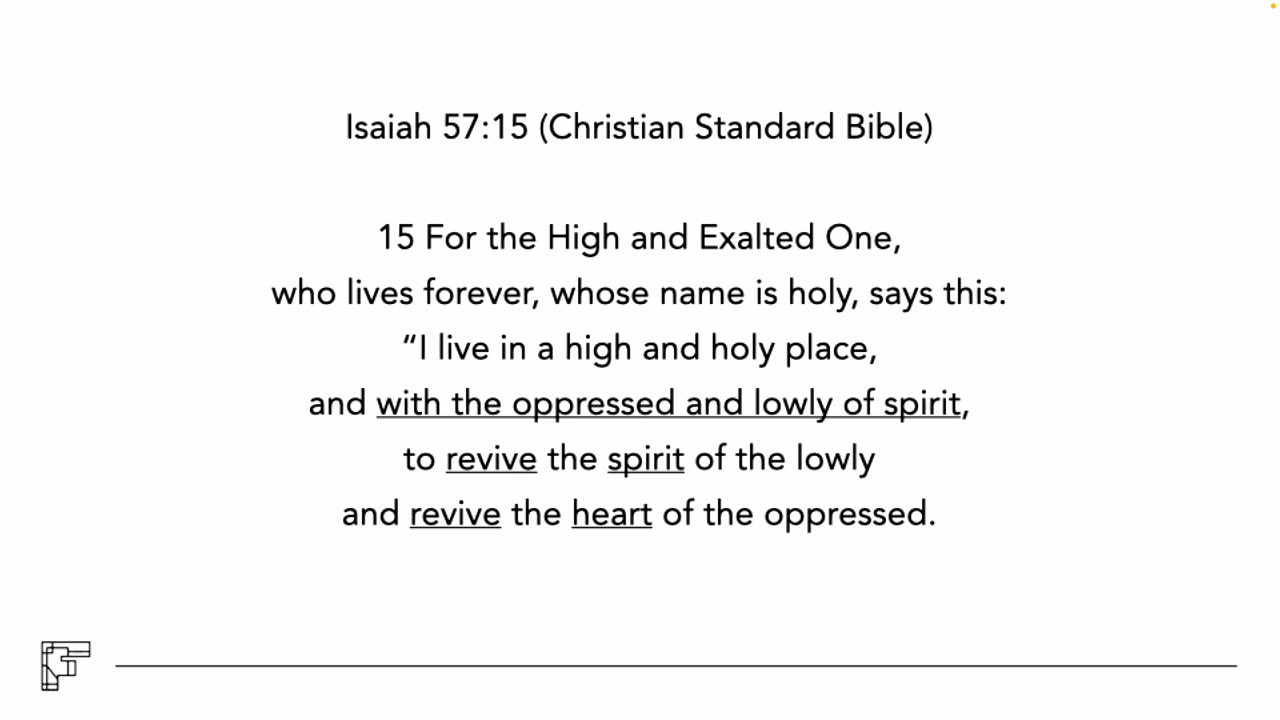 Isaiah 57:15 (Christian Standard Bible)
15 For the High and Exalted One,
who lives forever, whose name is holy, says this:
“I live in a high and holy place,
and with the oppressed and lowly of spirit,
to revive the spirit of the lowly
and revive the heart of the oppressed.